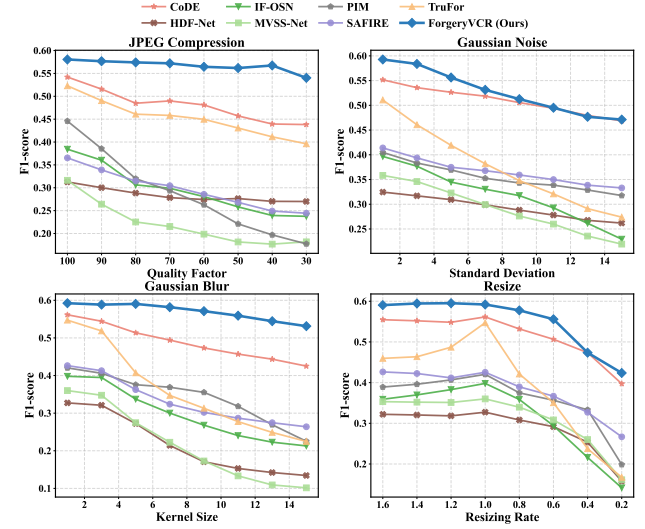 CoDE IF-OSN PIM TruFor
HDF-Net MVSS-Net SAFIRE ForgeryVCR (Ours)
JPEG Compression
F1-score
0.60
0.55
0.50
0.45
0.40
0.35
0.30
0.25
0.20
100 90 80 70 60 50 40 30
Quality Factor
Gaussian Noise
F1-score
0.60
0.55
0.50
0.45
0.40
0.35
0.30
0.25
2 4 6 8 10 12 14
Standard Deviation
Gaussian Blur
F1-score
0.6
0.5
0.4
0.3
0.2
0.1
2 4 6 8 10 12 14
Kernel Size
Resize
F1-score
0.6
0.5
0.4
0.3
0.2
1.6 1.4 1.2 1.0 0.8 0.6 0.4 0.2
Resizing Rate